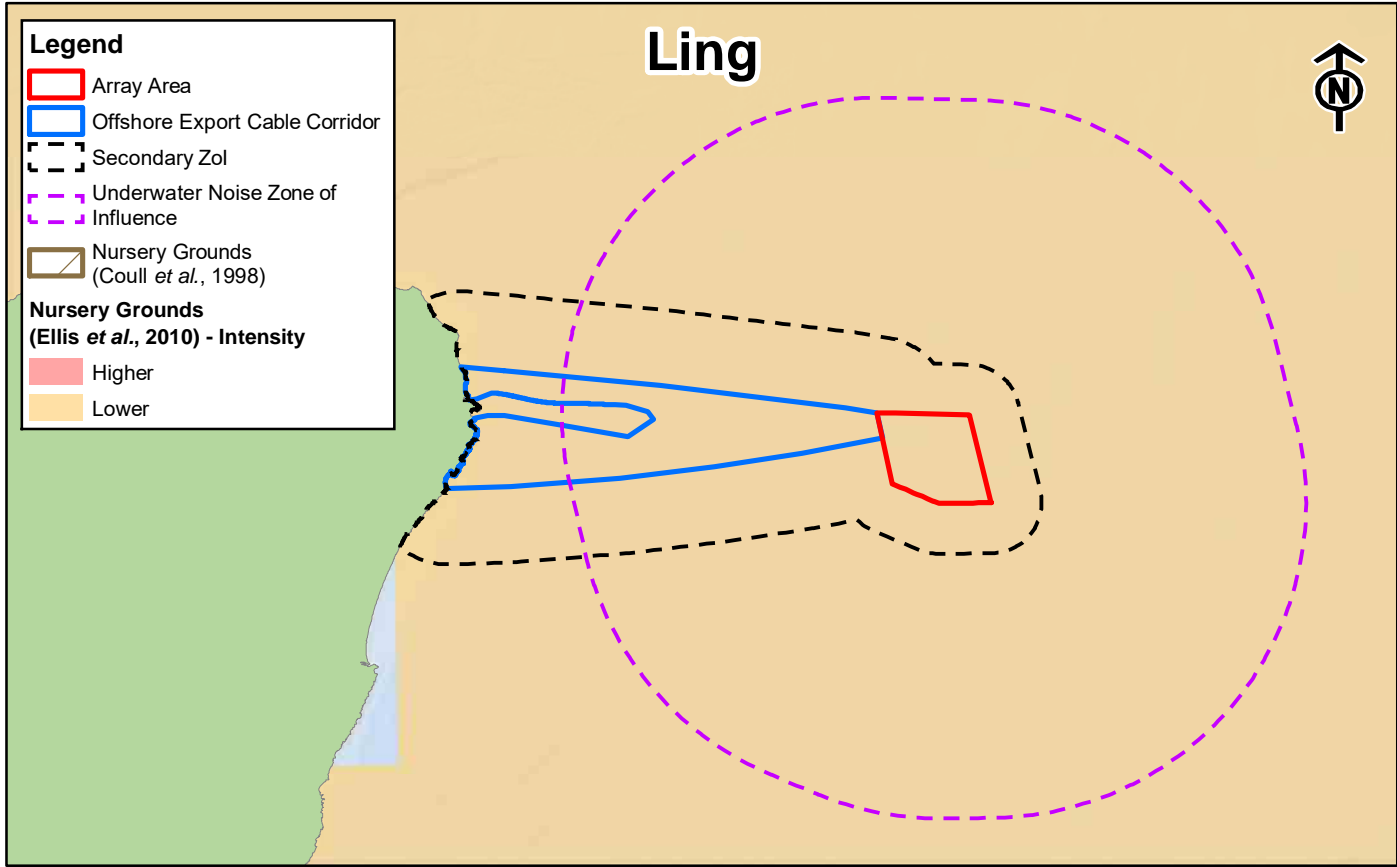 Legend
Array Area
Offshore Export Cable Corridor
Secondary ZoI
Underwater Noise Zone of
Influence
Nursery Grounds
(Coull et al., 1998)
Nursery Grounds
(Ellis et al., 2010) - Intensity
Higher
Lower
Ling
N